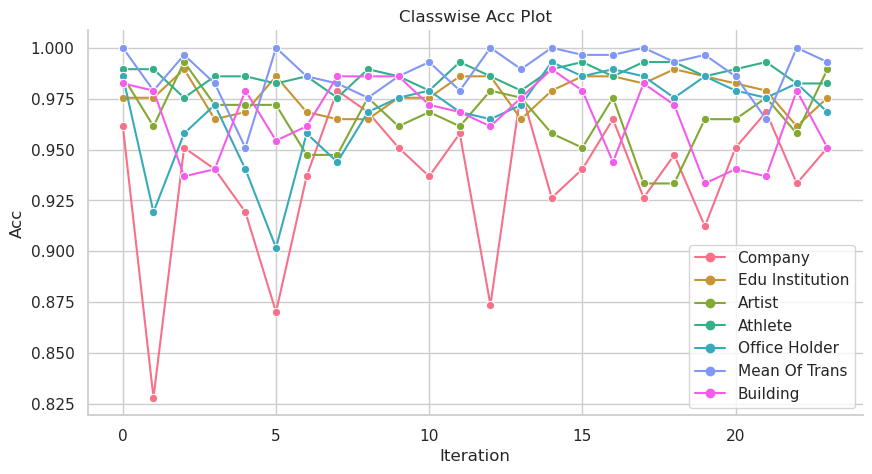 Classwise Acc Plot
1.000
0.975
0.950
0.925
0.900
0.875
0.850
0.825
Acc
0
5
10
15
20
Iteration
Company
Edu Institution
Artist
Athlete
Office Holder
Mean Of Trans
Building